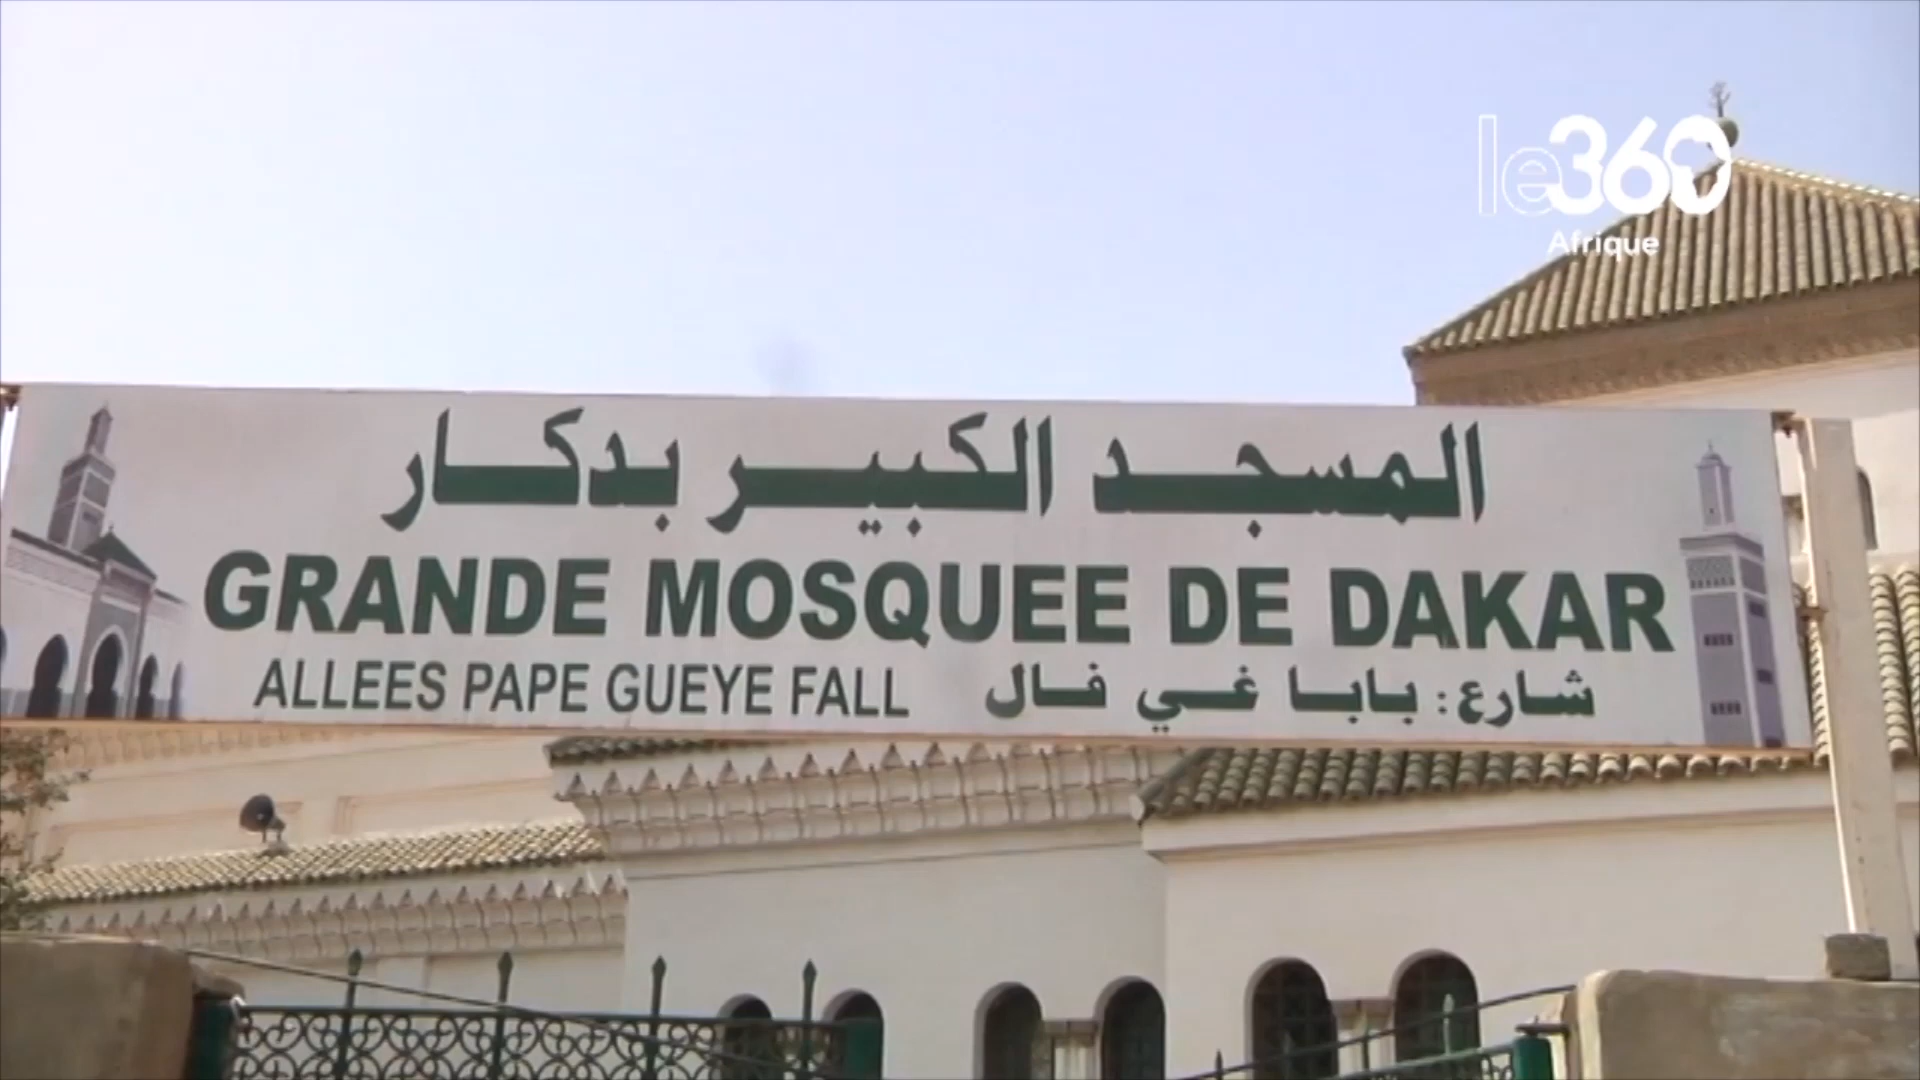 le360
Afrique
المسجد الكبير بدكار
GRANDE MOSQUEE DE DAKAR
ALLEES PAPE GUEYE FALL
شارع: بابا غي فال